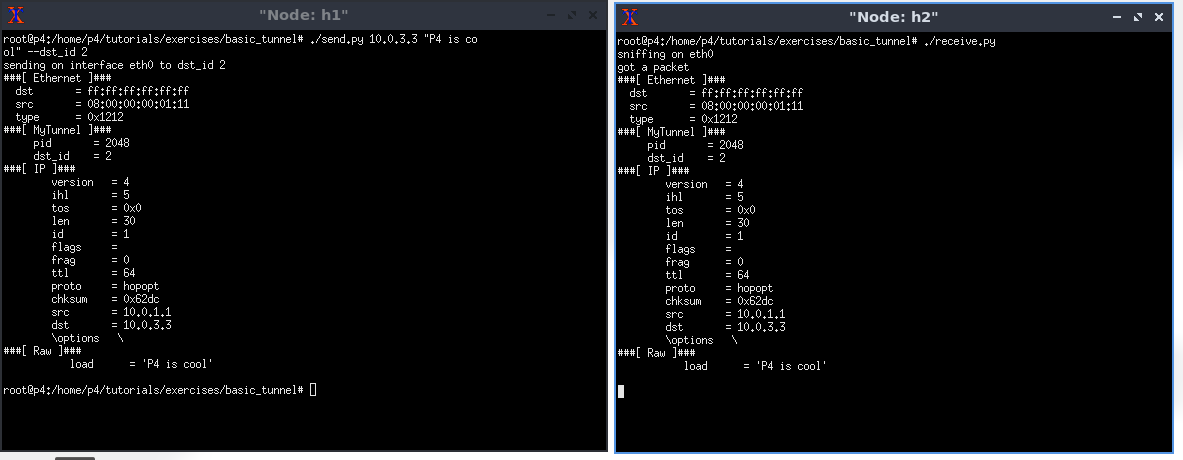 "Node: h1"
root@p4:/home/p4/tutorials/exercises/basic_tunnel# ./send.py 10.0.3.3 "P4 is co
ol" --dst_id 2
sending on interface eth0 to dst_id 2
###[ Ethernet ]###
dst = ff:ff:ff:ff:ff:ff
src = 08:00:00:00:01:11
type = 0x1212
###[ MyTunnel ]###
pid = 2048
dst_id = 2
###[ IP ]###
version = 4
ihl = 5
tos = 0x0
len = 30
id = 1
flags =
frag = 0
ttl = 64
proto = hopopt
chksum = 0x62dc
src = 10.0.1.1
dst = 10.0.3.3
\options \
###[ Raw ]###
load = 'P4 is cool'
root@p4:/home/p4/tutorials/exercises/basic_tunnel#
"Node: h2"
root@p4:/home/p4/tutorials/exercises/basic_tunnel# ./receive.py
sniffing on eth0
got a packet
###[ Ethernet ]###
dst = ff:ff:ff:ff:ff:ff
src = 08:00:00:00:01:11
type = 0x1212
###[ MyTunnel ]###
pid = 2048
dst_id = 2
###[ IP ]###
version = 4
ihl = 5
tos = 0x0
len = 30
id = 1
flags =
frag = 0
ttl = 64
proto = hopopt
chksum = 0x62dc
src = 10.0.1.1
dst = 10.0.3.3
\options \
###[ Raw ]###
load = 'P4 is cool'